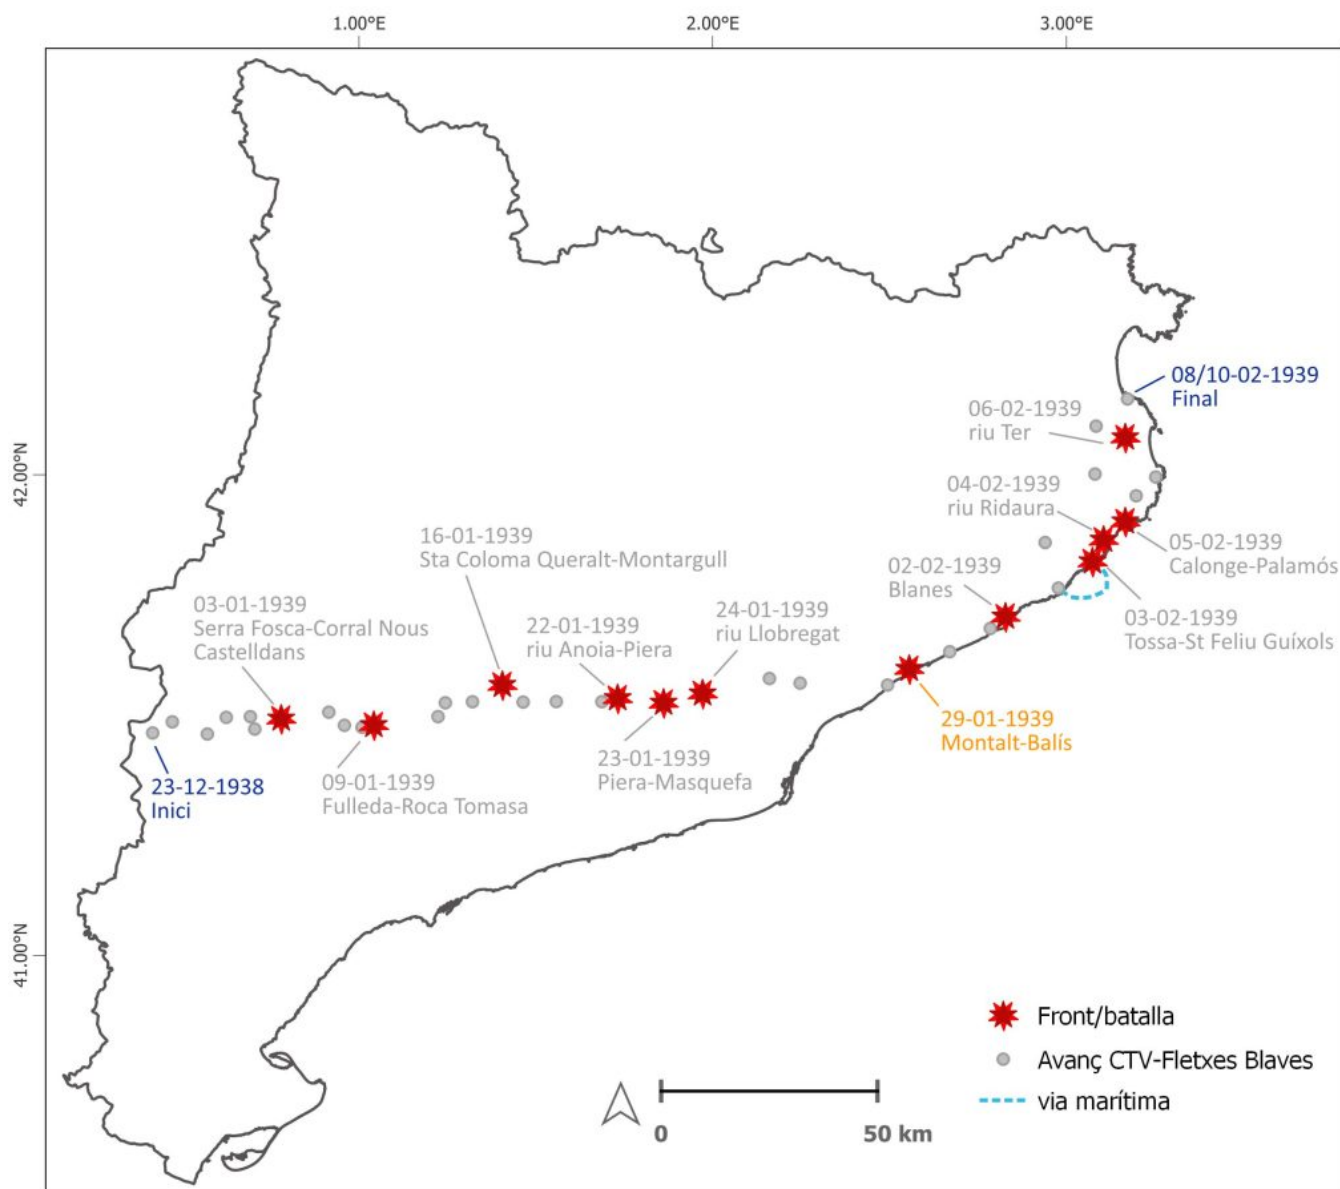 1.00°E
2.00°E
3.00°E
42.00°N
41.00°N
08/10-02-1939
Final
06-02-1939
riu Ter
04-02-1939
riu Ridaura
05-02-1939
Calonge-Palamós
02-02-1939
Blanes
03-02-1939
Tossa-St Feliu Guíxols
16-01-1939
Sta Coloma Queralt-Montargull
03-01-1939
Serra Fosca-Corral Nous
Castelldans
22-01-1939
riu Anoia-Piera
24-01-1939
riu Llobregat
29-01-1939
Montalt-Balís
23-01-1939
Piera-Masquefa
23-12-1938
Inici
09-01-1939
Fulleda-Roca Tomasa
Front/batalla
Avanç CTV-Fletxes Blaves
via marítima
0
50 km